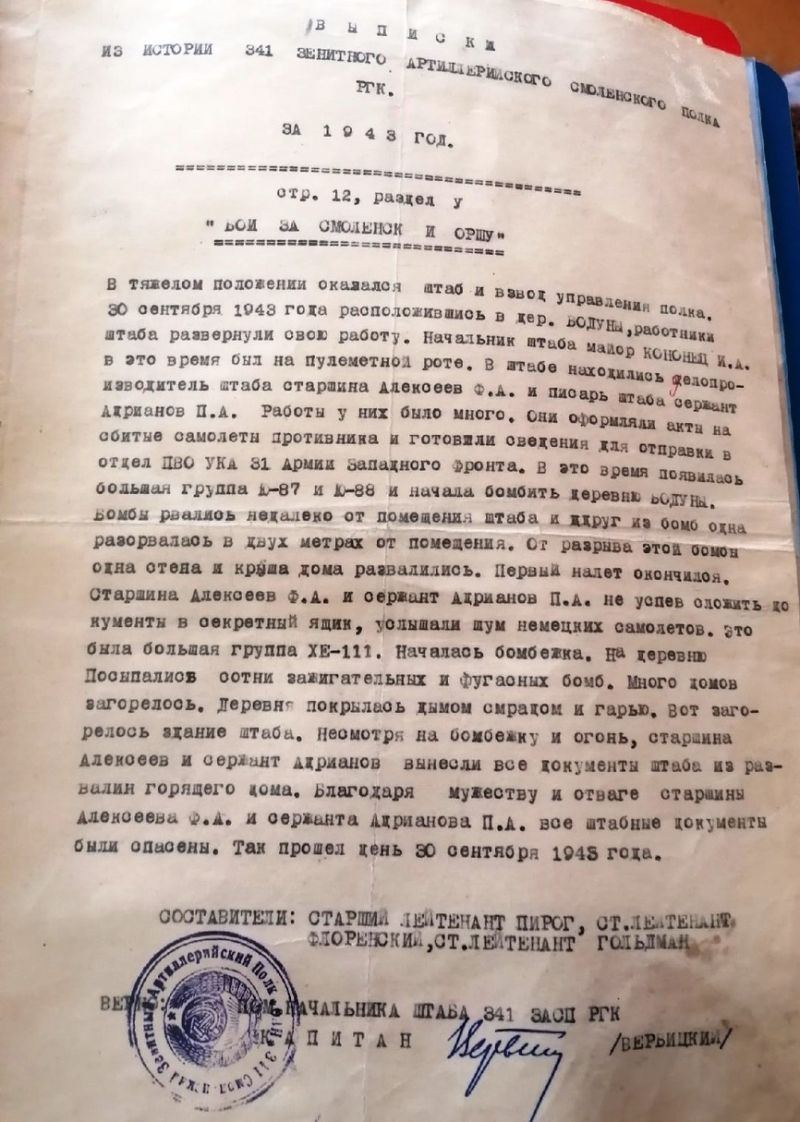 ВЫПИСКА
ИЗ ИСТОРИИ 341 ЗЕНИТНОГО АРТИЛЛЕРИЙСКОГО СМОЛЕНСКОГО ПОЛКА
РГК.
ЗА 1943 ГОД.
стр. 12, раздел у
"БОИ ЗА СМОЛЕНСК И ОРШУ"
В тяжелом положении оказался штаб и взвод управления полка.
30 сентября 1943 года расположившись в дер. БОДУНЫ, работники
штаба развернули свою работу. Начальник штаба майор КОНОНЕЦ И.А.
в это время был на пулеметной роте. В штабе находились делопро-
изводитель штаба старшина Алексеев Ф.А. и писарь штаба сержант
Адрианов П.А. Работы у них было много. Они оформляли акты на
сбитые самолеты противника и готовили сведения для отправки в
отдел ПВО УКА 31 Армии Западного Фронта. В это время появилась
большая группа Ю-87 и Ю-88 и начала бомбить деревню БОДУНЫ.
Бомбы рвались недалеко от помещения штаба и вдруг из бомб одна
разорвалась в двух метрах от помещения. От разрыва этой бомбы
одна стена и крыша дома развалились. Первый налет окончился.
Старшина Алексеев Ф.А. и сержант Адрианов П.А. не успев сложить до
кументы в секретный ящик, услышали шум немецких самолетов. Это
была большая группа ХЕ-111. Началась бомбежка. На деревню
Посыпались сотни зажигательных и фугасных бомб. Много домов
загорелось. Деревня покрылась дымом смрадом и гарью. Вот заго-
релось здание штаба. Несмотря на бомбежку и огонь, старшина
Алексеев и сержант Адрианов вынесли все документы штаба из раз-
валин горящего дома. Благодаря мужеству и отваге старшины
Алексеева Ф.А. и сержанта Адрианова П.А. все штабные документы
были спасены. Так прошел день 30 сентября 1943 года.
СОСТАВИТЕЛИ: СТАРШИЙ ЛЕЙТЕНАНТ ПИРОГ, СТ.ЛЕЙТЕНАНТ
ФЛОРЕНСКИЙ, СТ.ЛЕЙТЕНАНТ ГОЛЬДМАН
Зенитный Артиллерийский Полк
ВЕРНО: ПОМ.НАЧАЛЬНИКА ШТАБА 341 ЗАСП РГК
КАПИТАН /ВЕРБИЦКИЙ/